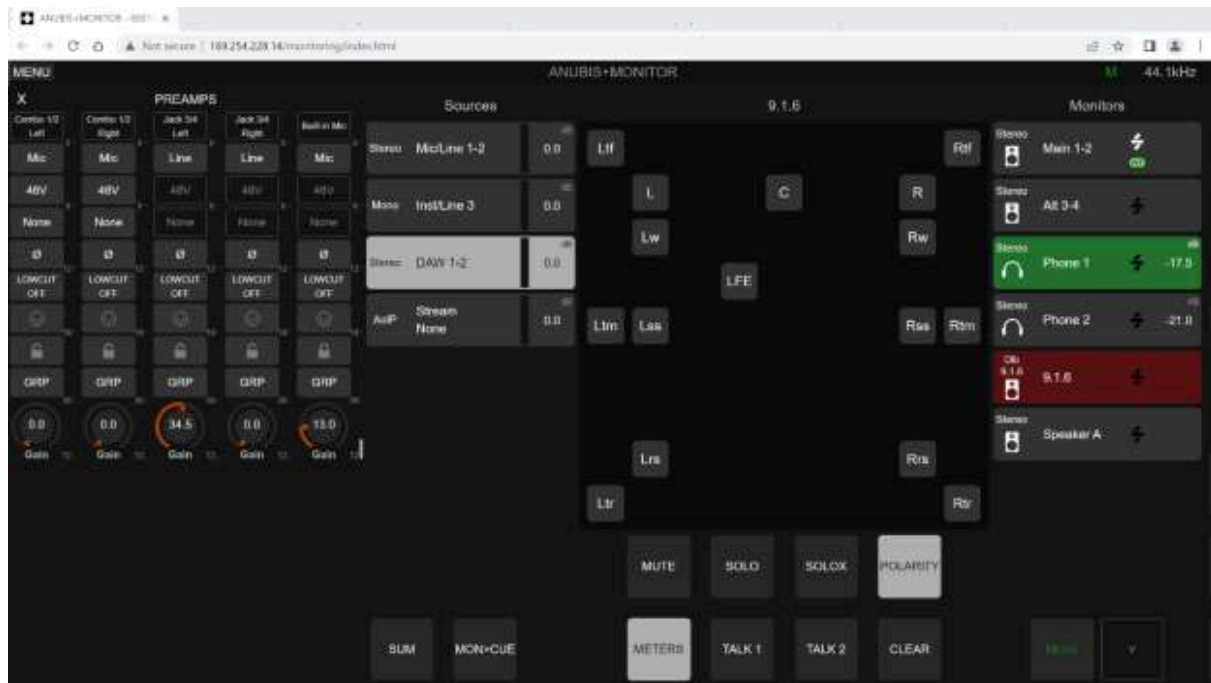 Not secure | 169.254.228.14/monitoring/index.html
MENU
ANUBIS+MONITOR
M
44.1kHz
X
PREAMPS
Combo 1/2 Left
Combo 1/2 Right
Jack 3/4 Left
Jack 3/4 Right
Built-in Mic
Mic Mic Line Line Mic
48V 48V 48V 48V 48V
None None None None None
Ø Ø Ø Ø Ø
LOWCUT LOWCUT LOWCUT LOWCUT LOWCUT
OFF OFF OFF OFF OFF
GRP GRP GRP GRP GRP
0.0 0.0 34.5 0.0 13.0
Gain Gain Gain Gain Gain
Sources
Stereo Mic/Line 1-2 0.0
Mono Inst/Line 3 0.0
Stereo DAW 1-2 0.0
AoIP Stream None 0.0
9.1.6
Ltf Rtf
L C R
Lw Rw
LFE
Ltm Lss Rss Rtm
Lrs Rrs
Ltr Rtr
Monitors
Stereo Main 1-2
Stereo Alt 3-4
Stereo Phone 1 -17.5
Stereo Phone 2 -21.0
9.1.6 9.1.6
Stereo Speaker A
MUTE SOLO SOLOX POLARITY
SUM MON>CUE METERS TALK 1 TALK 2 CLEAR